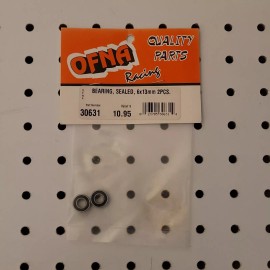 OFNA
Racing
QUALITY
PARTS
BEARING, SEALED, 6x13mm 2PCS.
30631
10.95